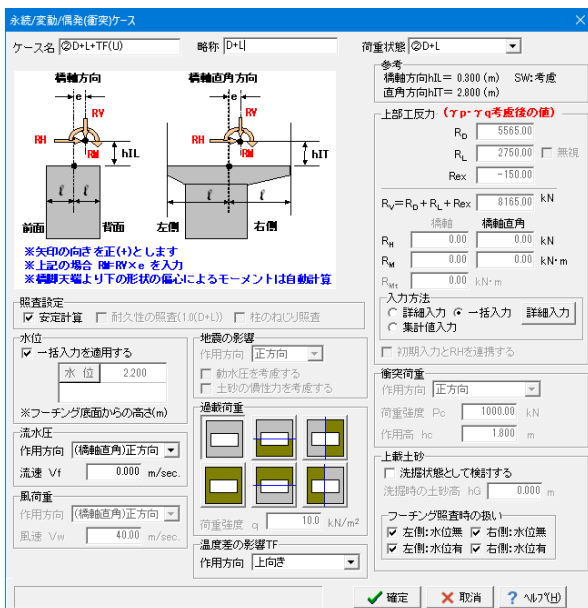 永続/変動/偶発(衝突)ケース
ケース名 ②D+L+TF(U) 略称 D+L 荷重状態 ②D+L
橋軸方向 橋軸直角方向
e e
RV RV
RH RM hIL RH RM hIT
ℓ ℓ ℓ ℓ
前面 背面 左側 右側
※矢印の向きを正(+)とします
※上記の場合 RM=RV×e を入力
※橋脚天端より下の形状の偏心によるモーメントは自動計算
照査設定
安定計算 耐久性の照査(1.0(D+L)) 柱のねじり照査
水位
一括入力を適用する
水 位 2.200
※フーチング底面からの高さ(m)
流水圧
作用方向 (橋軸直角)正方向
流速 Vf 0.000 m/sec.
風荷重
作用方向 (橋軸直角)正方向
風速 Vw 40.00 m/sec.
地震の影響
作用方向 正方向
動水圧を考慮する
土砂の慣性力を考慮する
過載荷重
荷重強度 q 10.0 kN/m²
温度差の影響TF
作用方向 上向き
参考
橋軸方向hIL= 0.300 (m) SW:考慮
直角方向hIT= 2.800 (m)
上部工反力 (γp・γq考慮後の値)
RD 5565.00
RL 2750.00 無視
Rex -150.00
RV=RD+RL+Rex 8165.00 kN
橋軸 橋軸直角
RH 0.00 0.00 kN
RM 0.00 0.00 kN・m
RMt 0.00 kN・m
入力方法
詳細入力 一括入力 詳細入力
集計値入力
初期入力とRHを連携する
衝突荷重
作用方向 正方向
荷重強度 Pc 1000.00 kN
作用高 hc 1.800 m
上載土砂
洗掘状態として検討する
洗掘時の土砂高 hG 0.000 m
フーチング照査時の扱い
左側:水位無 右側:水位無
左側:水位有 右側:水位有
確定 取消 ? ヘルプ(H)